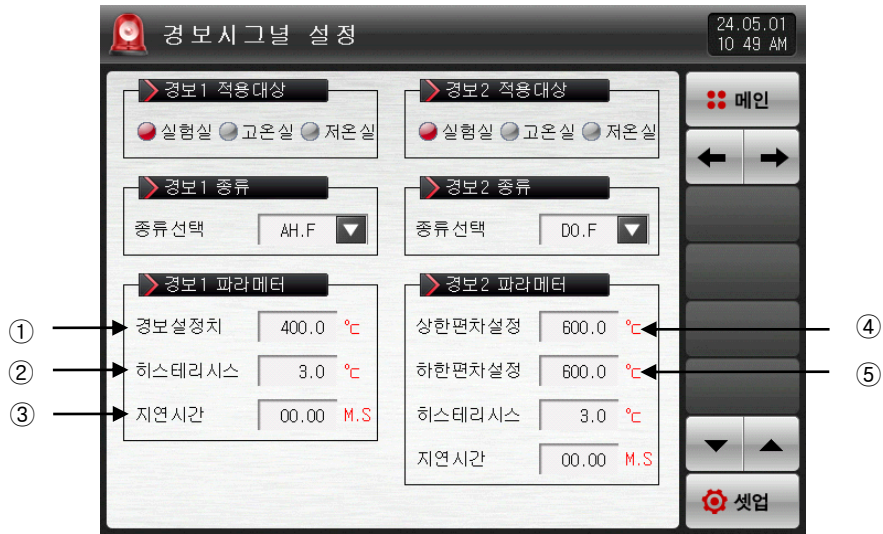 경보시그널 설정
24.05.01
10 49 AM
경보1 적용대상
실험실 고온실 저온실
경보2 적용대상
실험실 고온실 저온실
메인
경보1 종류
종류선택 AH.F
경보2 종류
종류선택 DO.F
경보1 파라메터
① 경보설정치 400.0 ℃
② 히스테리시스 3.0 ℃
③ 지연시간 00.00 M.S
경보2 파라메터
상한편차설정 600.0 ℃ ④
하한편차설정 600.0 ℃ ⑤
히스테리시스 3.0 ℃
지연시간 00.00 M.S
셋업